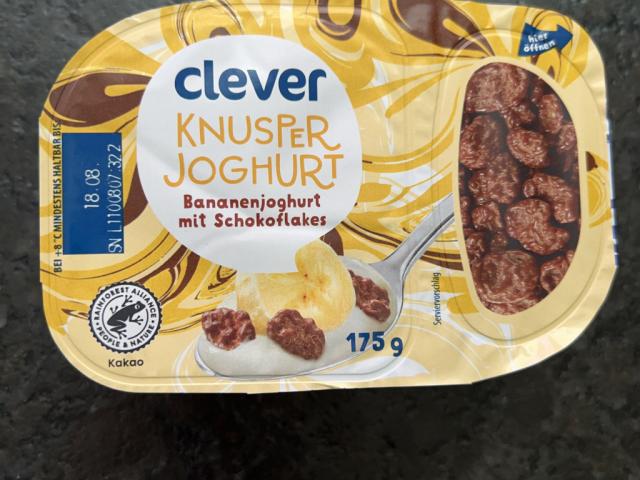 clever
KNUSPER
JOGHURT
Bananenjoghurt
mit Schokoflakes
hier
öffnen
BEI +8 °C MINDESTENS HALTBAR BIS:
18.08.
SN L1100807 322
RAINFOREST ALLIANCE
PEOPLE & NATURE
Kakao
175 g
Serviervorschlag